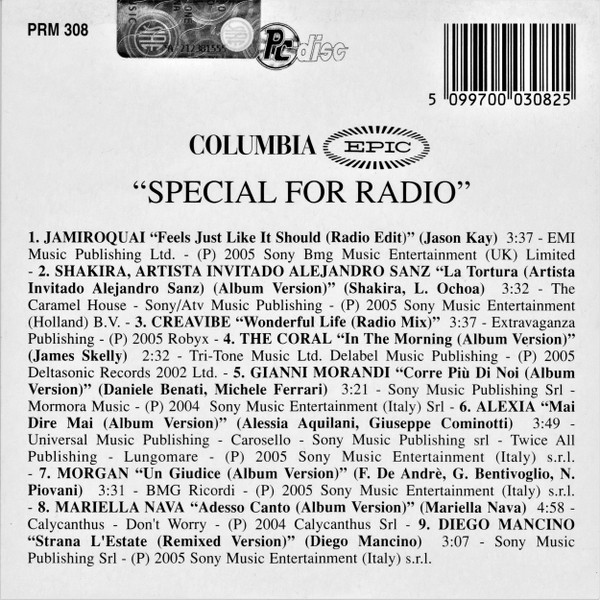 PRM 308
A-21238155
PC disc
5 099700 030825
COLUMBIA EPIC
“SPECIAL FOR RADIO”
1. JAMIROQUAI “Feels Just Like It Should (Radio Edit)” (Jason Kay) 3:37 - EMI
Music Publishing Ltd. - (P) 2005 Sony Bmg Music Entertainment (UK) Limited
- 2. SHAKIRA, ARTISTA INVITADO ALEJANDRO SANZ “La Tortura (Artista
Invitado Alejandro Sanz) (Album Version)” (Shakira, L. Ochoa) 3:32 - The
Caramel House - Sony/Atv Music Publishing - (P) 2005 Sony Music Entertainment
(Holland) B.V. - 3. CREAVIBE “Wonderful Life (Radio Mix)” 3:37 - Extravaganza
Publishing - (P) 2005 Robyx - 4. THE CORAL “In The Morning (Album Version)”
(James Skelly) 2:32 - Tri-Tone Music Ltd. Delabel Music Publishing - (P) 2005
Deltasonic Records 2002 Ltd. - 5. GIANNI MORANDI “Corre Più Di Noi (Album
Version)” (Daniele Benati, Michele Ferrari) 3:21 - Sony Music Publishing Srl -
Mormora Music - (P) 2004 Sony Music Entertainment (Italy) Srl - 6. ALEXIA “Mai
Dire Mai (Album Version)” (Alessia Aquilani, Giuseppe Cominotti) 3:49 -
Universal Music Publishing - Carosello - Sony Music Publishing srl - Twice All
Publishing - Lungomare - (P) 2005 Sony Music Entertainment (Italy) s.r.l.
- 7. MORGAN “Un Giudice (Album Version)” (F. De Andrè, G. Bentivoglio, N.
Piovani) 3:31 - BMG Ricordi - (P) 2005 Sony Music Entertainment (Italy) s.r.l.
- 8. MARIELLA NAVA “Adesso Canto (Album Version)” (Mariella Nava) 4:58 -
Calycanthus - Don't Worry - (P) 2004 Calycanthus Srl - 9. DIEGO MANCINO
“Strana L'Estate (Remixed Version)” (Diego Mancino) 3:07 - Sony Music
Publishing Srl - (P) 2005 Sony Music Entertainment (Italy) s.r.l.